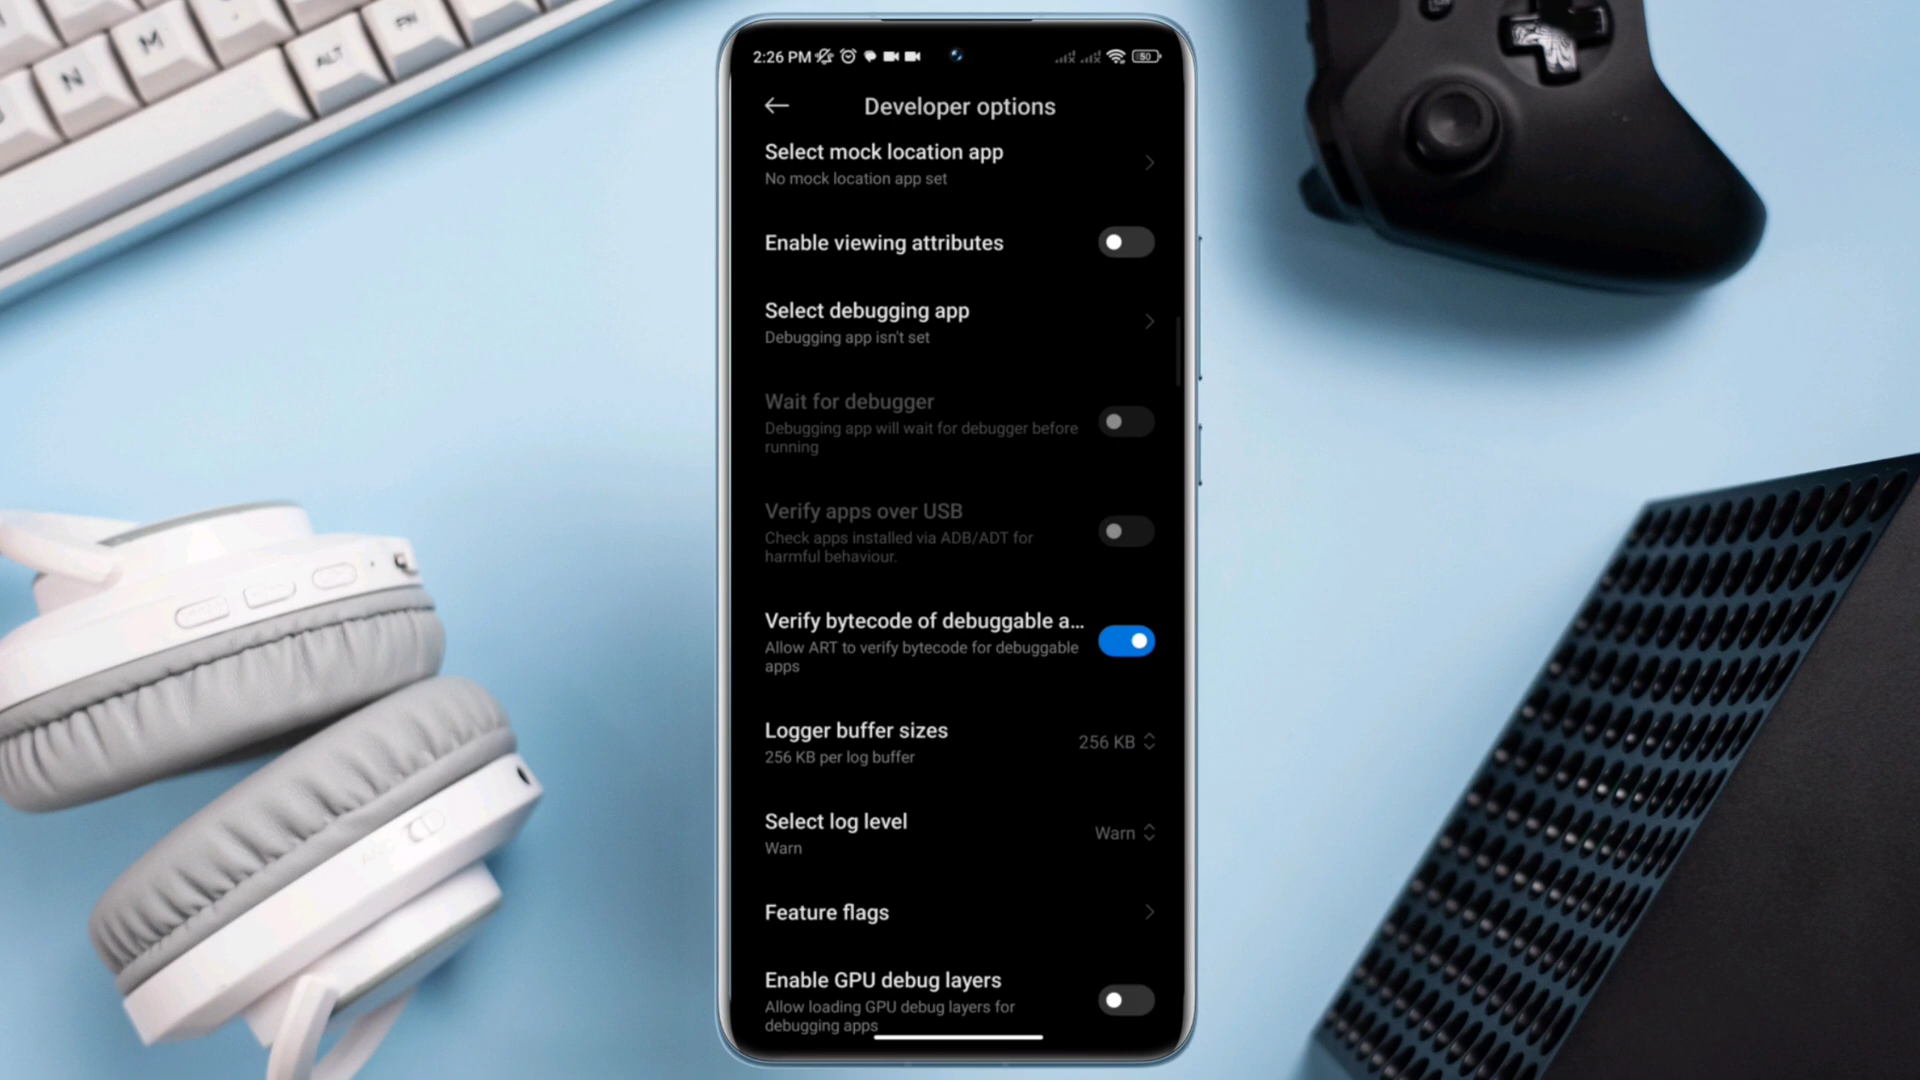 M
N
ALT
FN
2:26 PM
50
Developer options
Select mock location app
No mock location app set
Enable viewing attributes
Select debugging app
Debugging app isn't set
Wait for debugger
Debugging app will wait for debugger before
running
Verify apps over USB
Check apps installed via ADB/ADT for
harmful behaviour.
Verify bytecode of debuggable a...
Allow ART to verify bytecode for debuggable
apps
Logger buffer sizes
256 KB per log buffer
256 KB
Select log level
Warn
Warn
Feature flags
Enable GPU debug layers
Allow loading GPU debug layers for
debugging apps